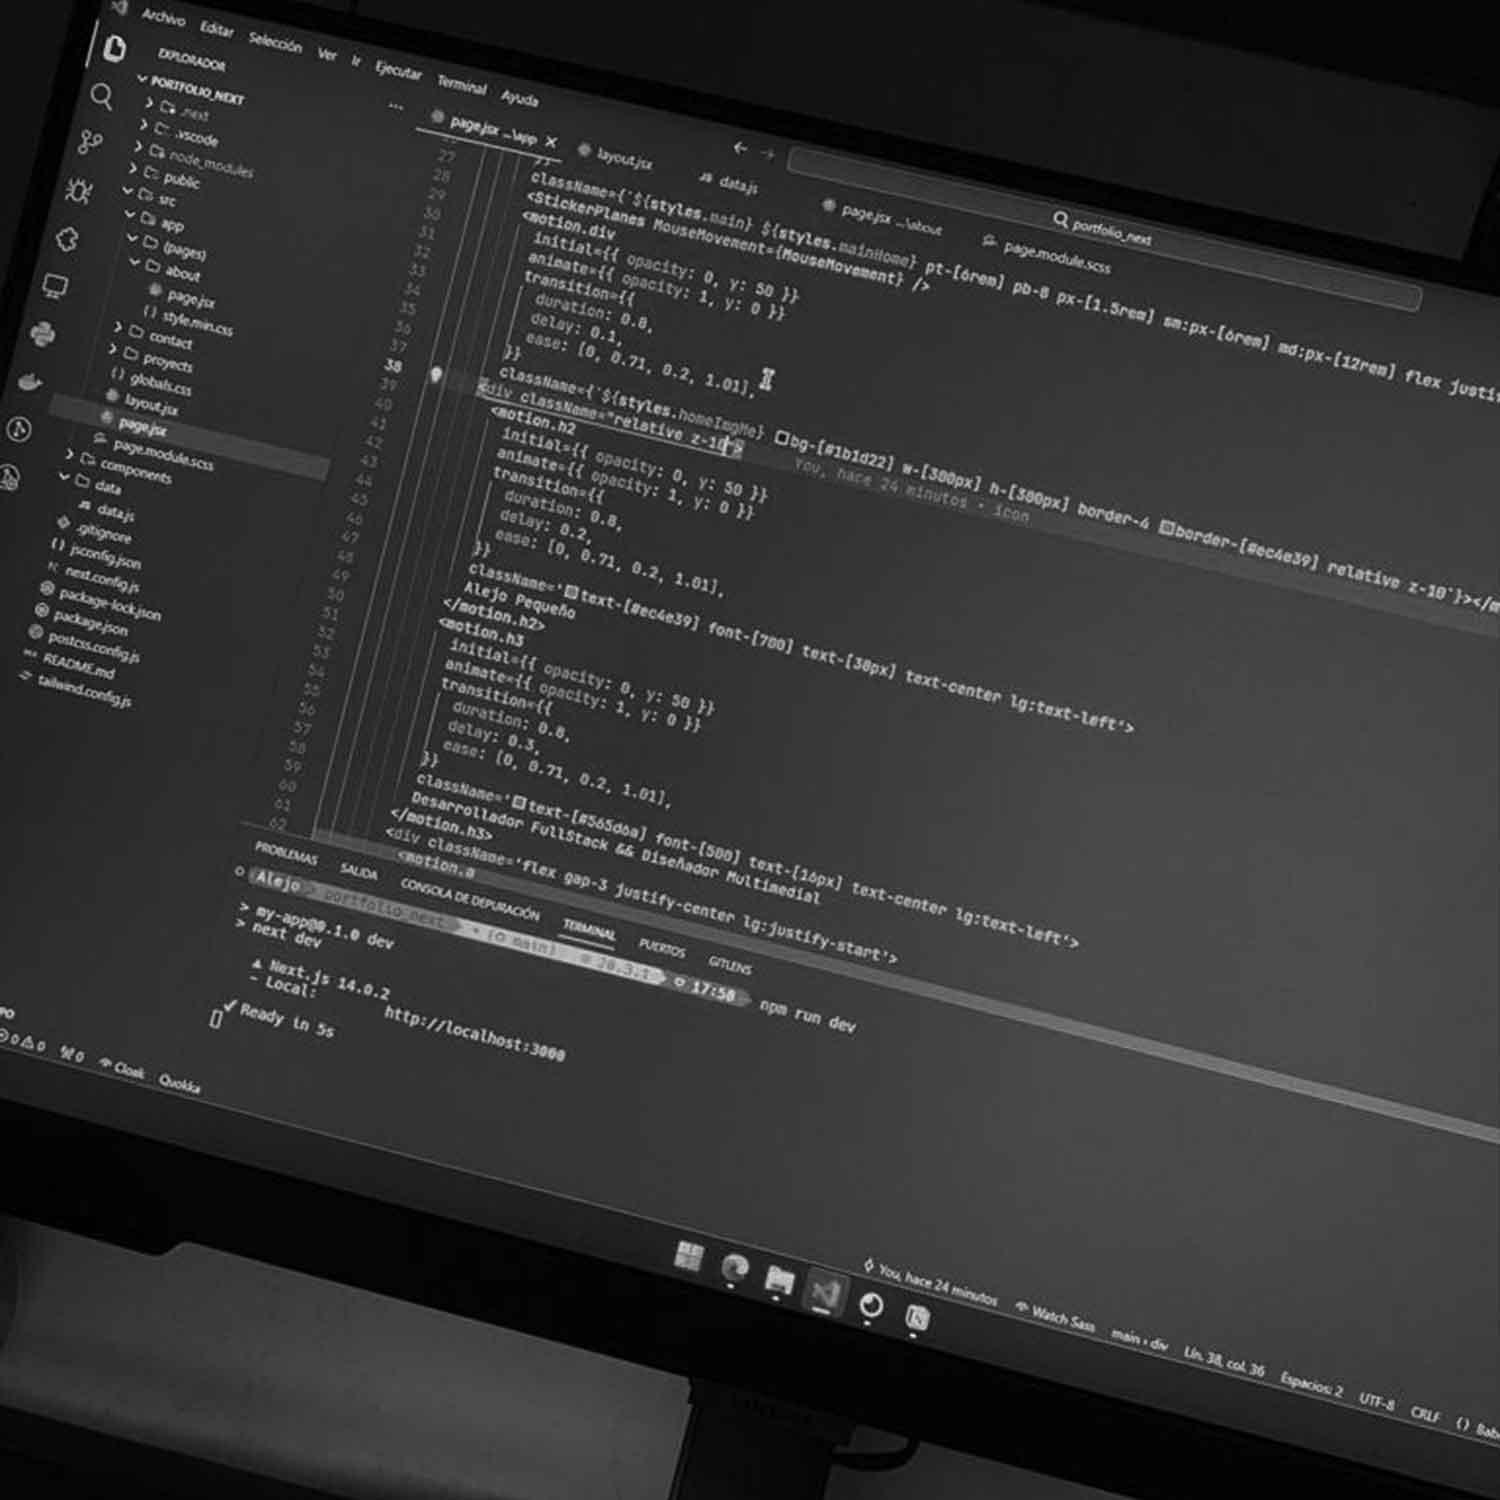 Archivo Editar Selección Ver Ir Ejecutar Terminal Ayuda
portfolio_next
EXPLORADOR
PORTFOLIO_NEXT
.next
.vscode
node_modules
public
src
app
(pages)
about
page.jsx
style.min.css
contact
proyects
globals.css
layout.jsx
page.jsx
page.module.scss
components
data
data.js
.gitignore
jsconfig.json
next.config.js
package-lock.json
package.json
postcss.config.js
README.md
tailwind.config.js
page.jsx ...\app
layout.jsx
data.js
page.jsx ...\about
page.module.scss
27 }}
28 className={`${styles.main} ${styles.mainHome} pt-[6rem] pb-8 px-[1.5rem] sm:px-[6rem] md:px-[12rem] flex
29 <StickerPlanes MouseMovement={MouseMovement} />
30 <motion.div
31 initial={{ opacity: 0, y: 50 }}
32 animate={{ opacity: 1, y: 0 }}
33 transition={{
34 duration: 0.8,
35 delay: 0.1,
36 ease: [0, 0.71, 0.2, 1.01],
37 }}
38 className={`${styles.homeImgMe} bg-[#1b1d22] w-[300px] h-[300px] border-4 border-[#ec4e39] relative z-10`}></m
39 <div className="relative z-10"> You, hace 24 minutos • icon
40 <motion.h2
41 initial={{ opacity: 0, y: 50 }}
42 animate={{ opacity: 1, y: 0 }}
43 transition={{
44 duration: 0.8,
45 delay: 0.2,
46 ease: [0, 0.71, 0.2, 1.01],
47 }}
48 className='text-[#ec4e39] font-[700] text-[38px] text-center lg:text-left'>
49 Alejo Pequeño
50 </motion.h2>
51 <motion.h3
52 initial={{ opacity: 0, y: 50 }}
53 animate={{ opacity: 1, y: 0 }}
54 transition={{
55 duration: 0.8,
56 delay: 0.3,
57 ease: [0, 0.71, 0.2, 1.01],
58 }}
59 className='text-[#565d6a] font-[500] text-[16px] text-center lg:text-left'>
60 Desarrollador FullStack && Diseñador Multimedial
61 </motion.h3>
62 <div className='flex gap-3 justify-center lg:justify-start'>
<motion.a
PROBLEMAS SALIDA CONSOLA DE DEPURACIÓN TERMINAL PUERTOS GITLENS
Alejo portfolio_next main 20.3.1 17:50 npm run dev
> my-app@0.1.0 dev
> next dev
▲ Next.js 14.0.2
- Local: http://localhost:3000
✓ Ready in 5s
0 0 0 Cloak Quokka
You, hace 24 minutos Watch Sass main › div Lín. 38, col. 36 Espacios: 2 UTF-8 CRLF {}